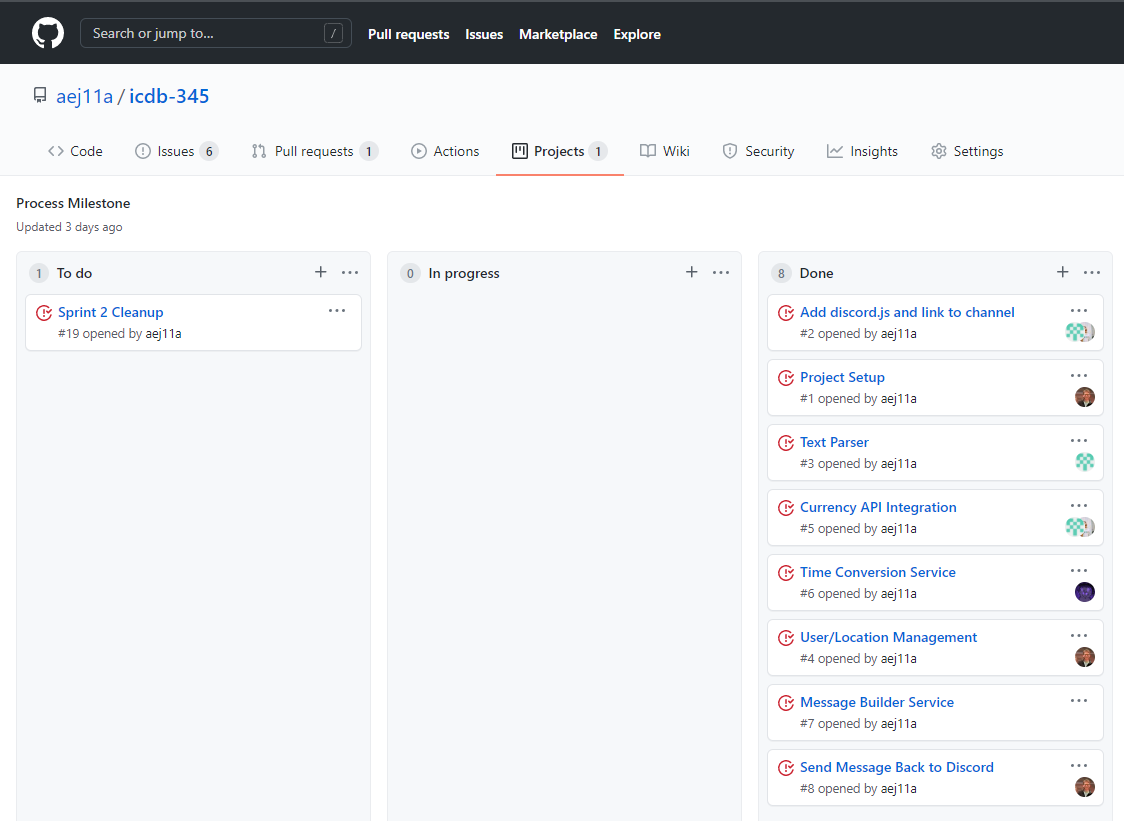 Search or jump to... /
Pull requests Issues Marketplace Explore
aej11a / icdb-345
Code Issues 6 Pull requests 1 Actions Projects 1 Wiki Security Insights Settings
Process Milestone
Updated 3 days ago
1 To do
Sprint 2 Cleanup
#19 opened by aej11a
0 In progress
8 Done
Add discord.js and link to channel
#2 opened by aej11a
Project Setup
#1 opened by aej11a
Text Parser
#3 opened by aej11a
Currency API Integration
#5 opened by aej11a
Time Conversion Service
#6 opened by aej11a
User/Location Management
#4 opened by aej11a
Message Builder Service
#7 opened by aej11a
Send Message Back to Discord
#8 opened by aej11a